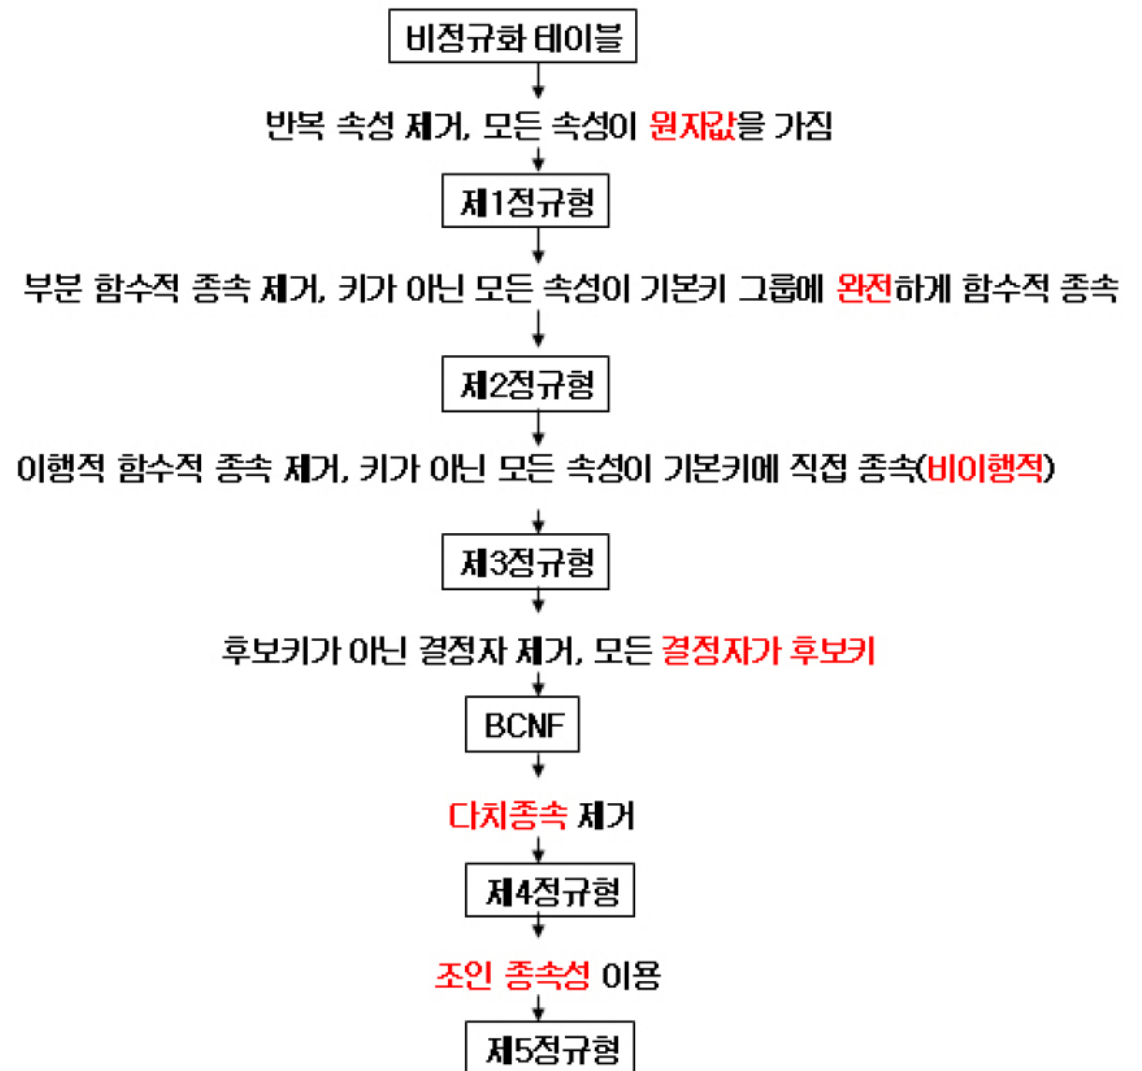 비정규화 테이블
반복 속성 제거, 모든 속성이 원자값을 가짐
제1정규형
부분 함수적 종속 제거, 키가 아닌 모든 속성이 기본키 그룹에 완전하게 함수적 종속
제2정규형
이행적 함수적 종속 제거, 키가 아닌 모든 속성이 기본키에 직접 종속(비이행적)
제3정규형
후보키가 아닌 결정자 제거, 모든 결정자가 후보키
BCNF
다치종속 제거
제4정규형
조인 종속성 이용
제5정규형